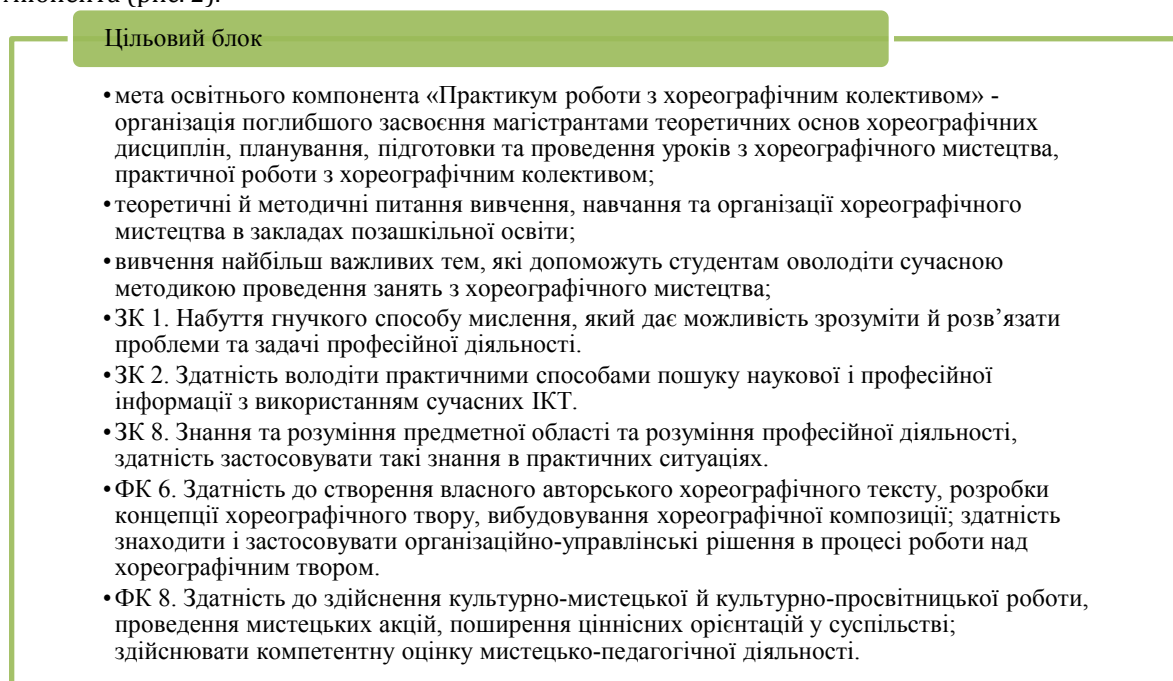 Цільовий блок
•мета освітнього компонента «Практикум роботи з хореографічним колективом» -
організація поглибшого засвоєння магістрантами теоретичних основ хореографічних
дисциплін, планування, підготовки та проведення уроків з хореографічного мистецтва,
практичної роботи з хореографічним колективом;
•теоретичні й методичні питання вивчення, навчання та організації хореографічного
мистецтва в закладах позашкільної освіти;
•вивчення найбільш важливих тем, які допоможуть студентам оволодіти сучасною
методикою проведення занять з хореографічного мистецтва;
•ЗК 1. Набуття гнучкого способу мислення, який дає можливість зрозуміти й розв’язати
проблеми та задачі професійної діяльності.
•ЗК 2. Здатність володіти практичними способами пошуку наукової і професійної
інформації з використанням сучасних ІКТ.
•ЗК 8. Знання та розуміння предметної області та розуміння професійної діяльності,
здатність застосовувати такі знання в практичних ситуаціях.
•ФК 6. Здатність до створення власного авторського хореографічного тексту, розробки
концепції хореографічного твору, вибудовування хореографічної композиції; здатність
знаходити і застосовувати організаційно-управлінські рішення в процесі роботи над
хореографічним твором.
•ФК 8. Здатність до здійснення культурно-мистецької й культурно-просвітницької роботи,
проведення мистецьких акцій, поширення ціннісних орієнтацій у суспільстві;
здійснювати компетентну оцінку мистецько-педагогічної діяльності.